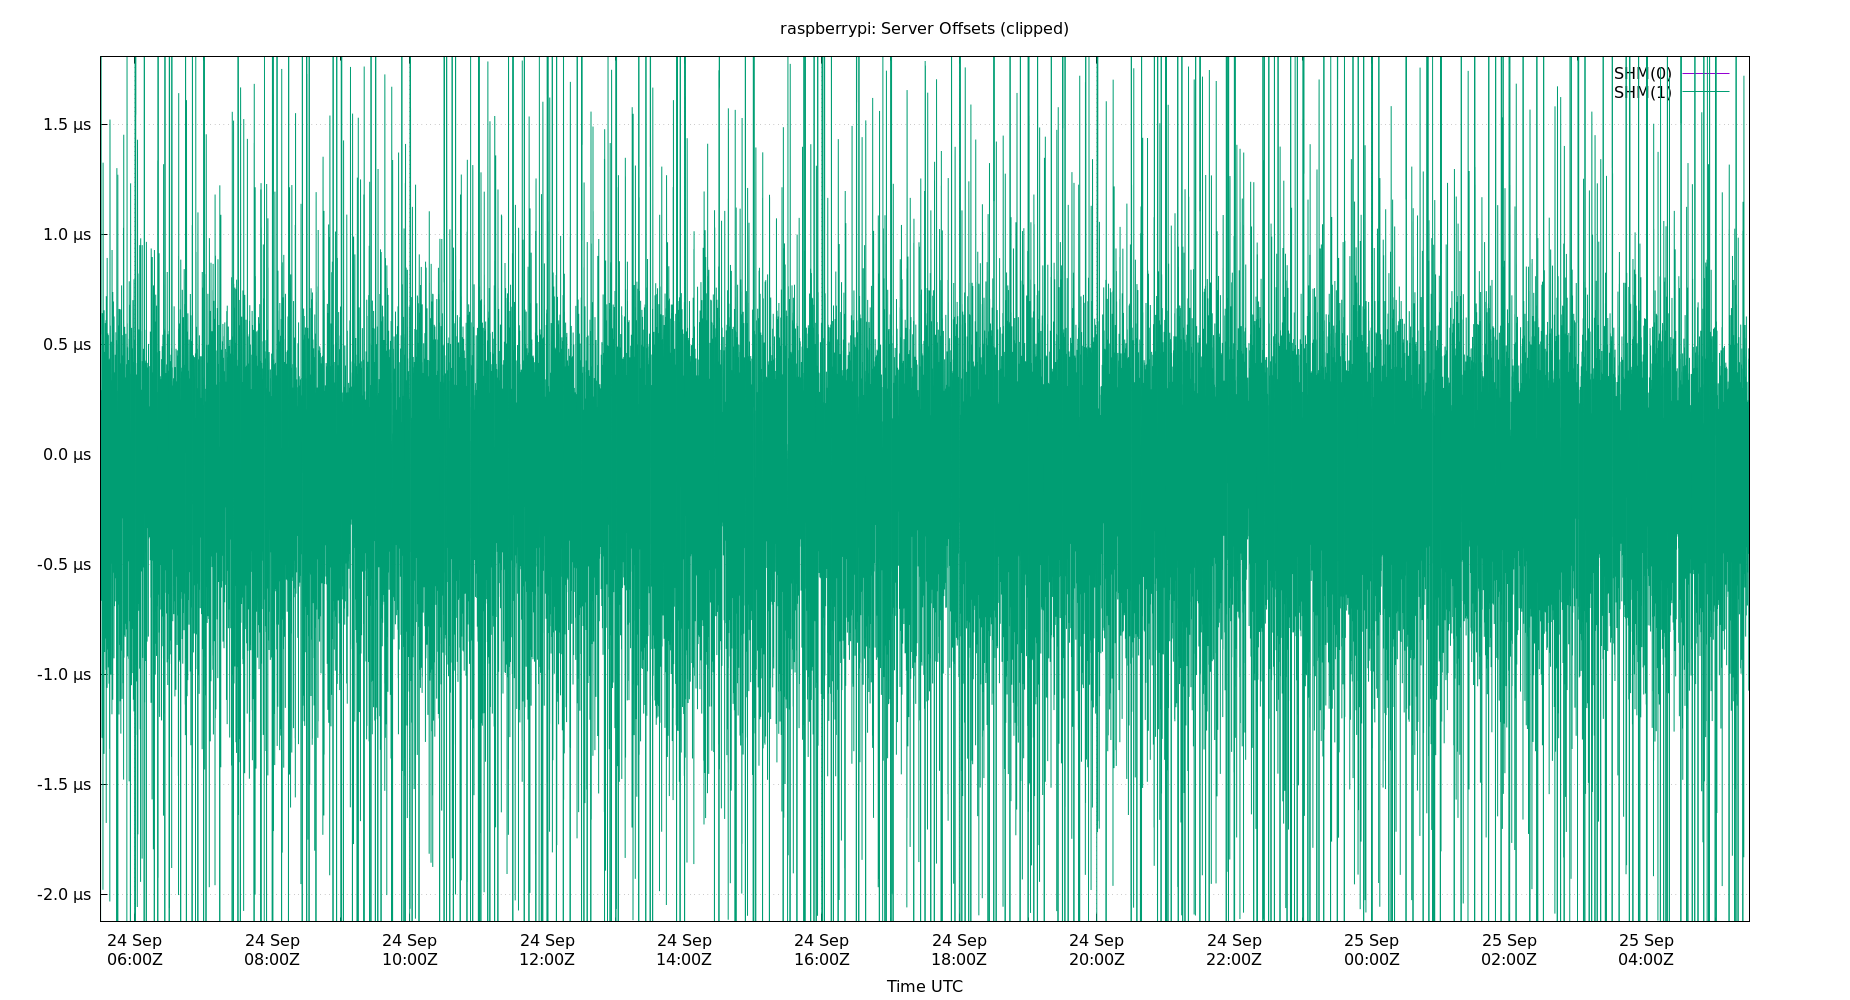 raspberrypi: Server Offsets (clipped)
SHM(0)
SHM(1)
1.5 µs
1.0 µs
0.5 µs
0.0 µs
-0.5 µs
-1.0 µs
-1.5 µs
-2.0 µs
24 Sep 24 Sep 24 Sep 24 Sep 24 Sep 24 Sep 24 Sep 24 Sep 24 Sep 25 Sep 25 Sep 25 Sep
06:00Z 08:00Z 10:00Z 12:00Z 14:00Z 16:00Z 18:00Z 20:00Z 22:00Z 00:00Z 02:00Z 04:00Z
Time UTC